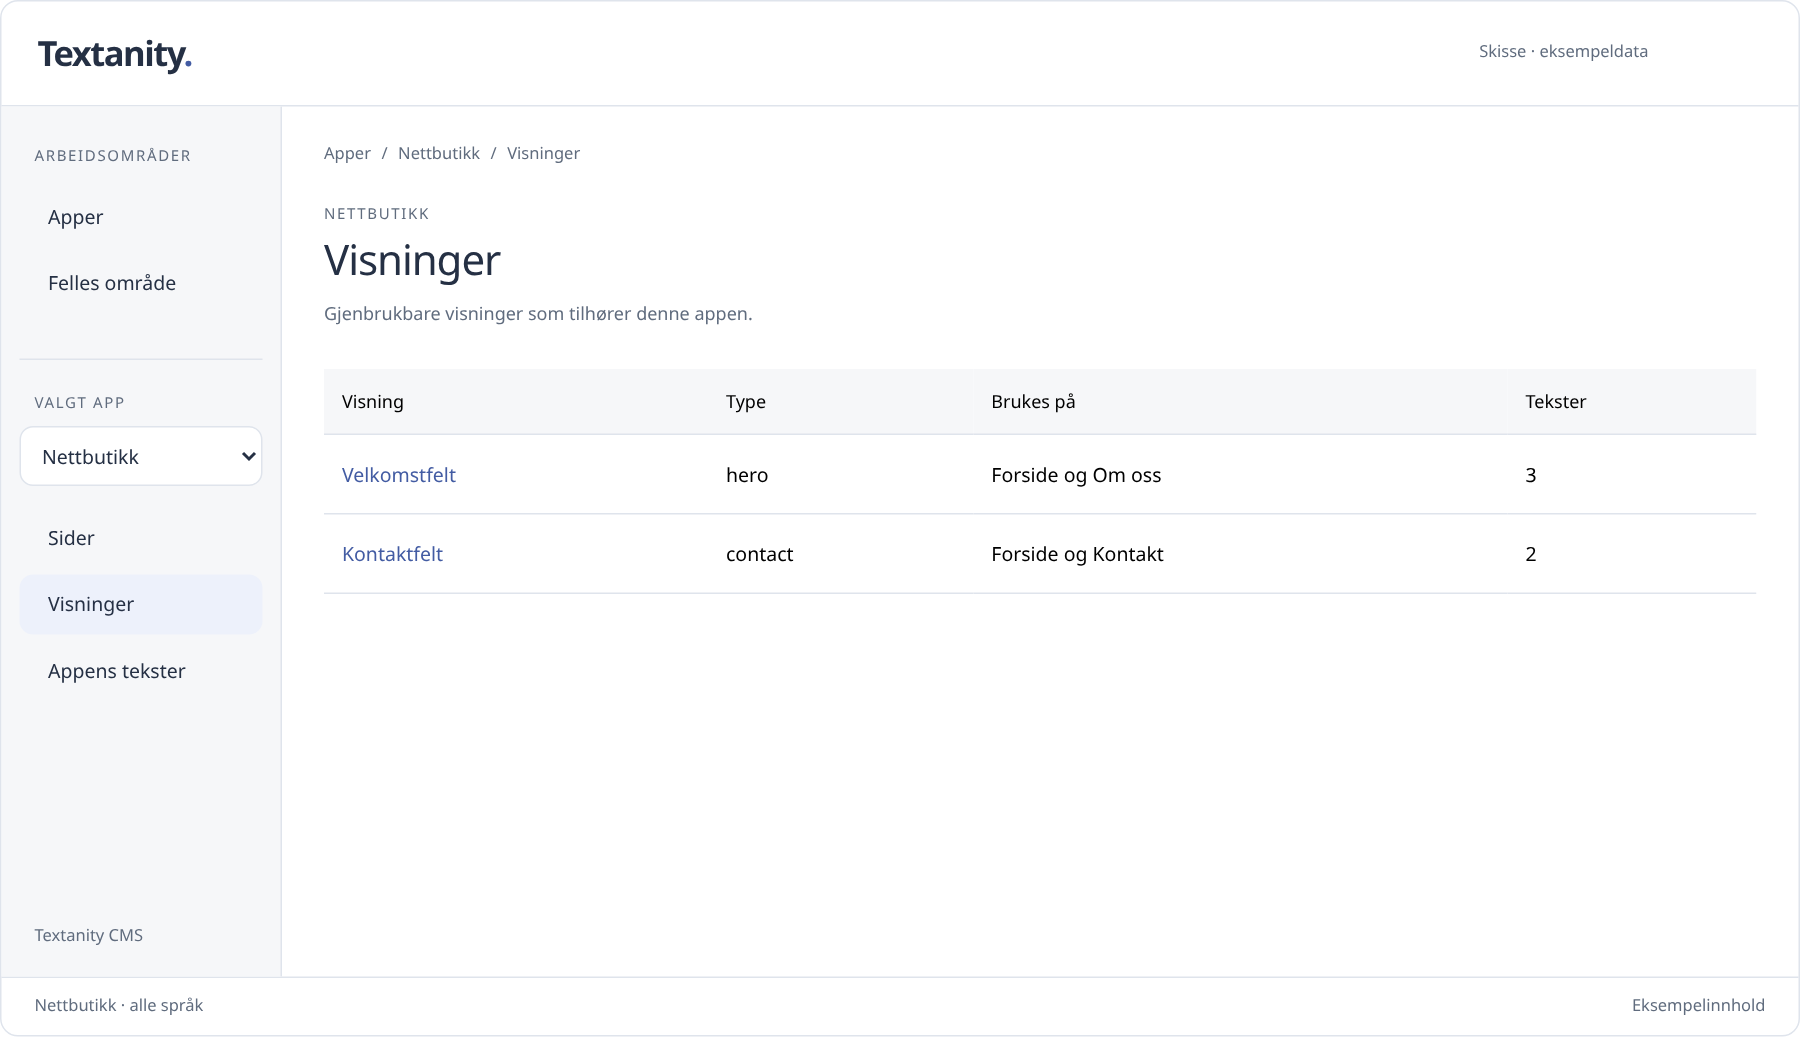 Textanity.
Skisse · eksempeldata
ARBEIDSOMRÅDER
Apper
Felles område
VALGT APP
Nettbutikk
Sider
Visninger
Appens tekster
Textanity CMS
Apper / Nettbutikk / Visninger
NETTBUTIKK
Visninger
Gjenbrukbare visninger som tilhører denne appen.
Visning Type Brukes på Tekster
Velkomstfelt hero Forside og Om oss 3
Kontaktfelt contact Forside og Kontakt 2
Nettbutikk · alle språk
Eksempelinnhold